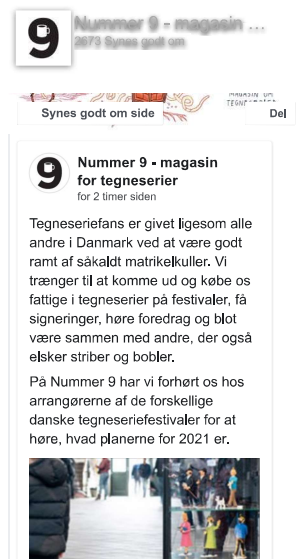 Nummer 9 - magasin ...
2673 Synes godt om
MAGASIN OM
Synes godt om side
Del
Nummer 9 - magasin
for tegneserier
for 2 timer siden
Tegneseriefans er givet ligesom alle
andre i Danmark ved at være godt
ramt af såkaldt matrikelkuller. Vi
trænger til at komme ud og købe os
fattige i tegneserier på festivaler, få
signeringer, høre foredrag og blot
være sammen med andre, der også
elsker striber og bobler.
På Nummer 9 har vi forhørt os hos
arrangørerne af de forskellige
danske tegneseriefestivaler for at
høre, hvad planerne for 2021 er.